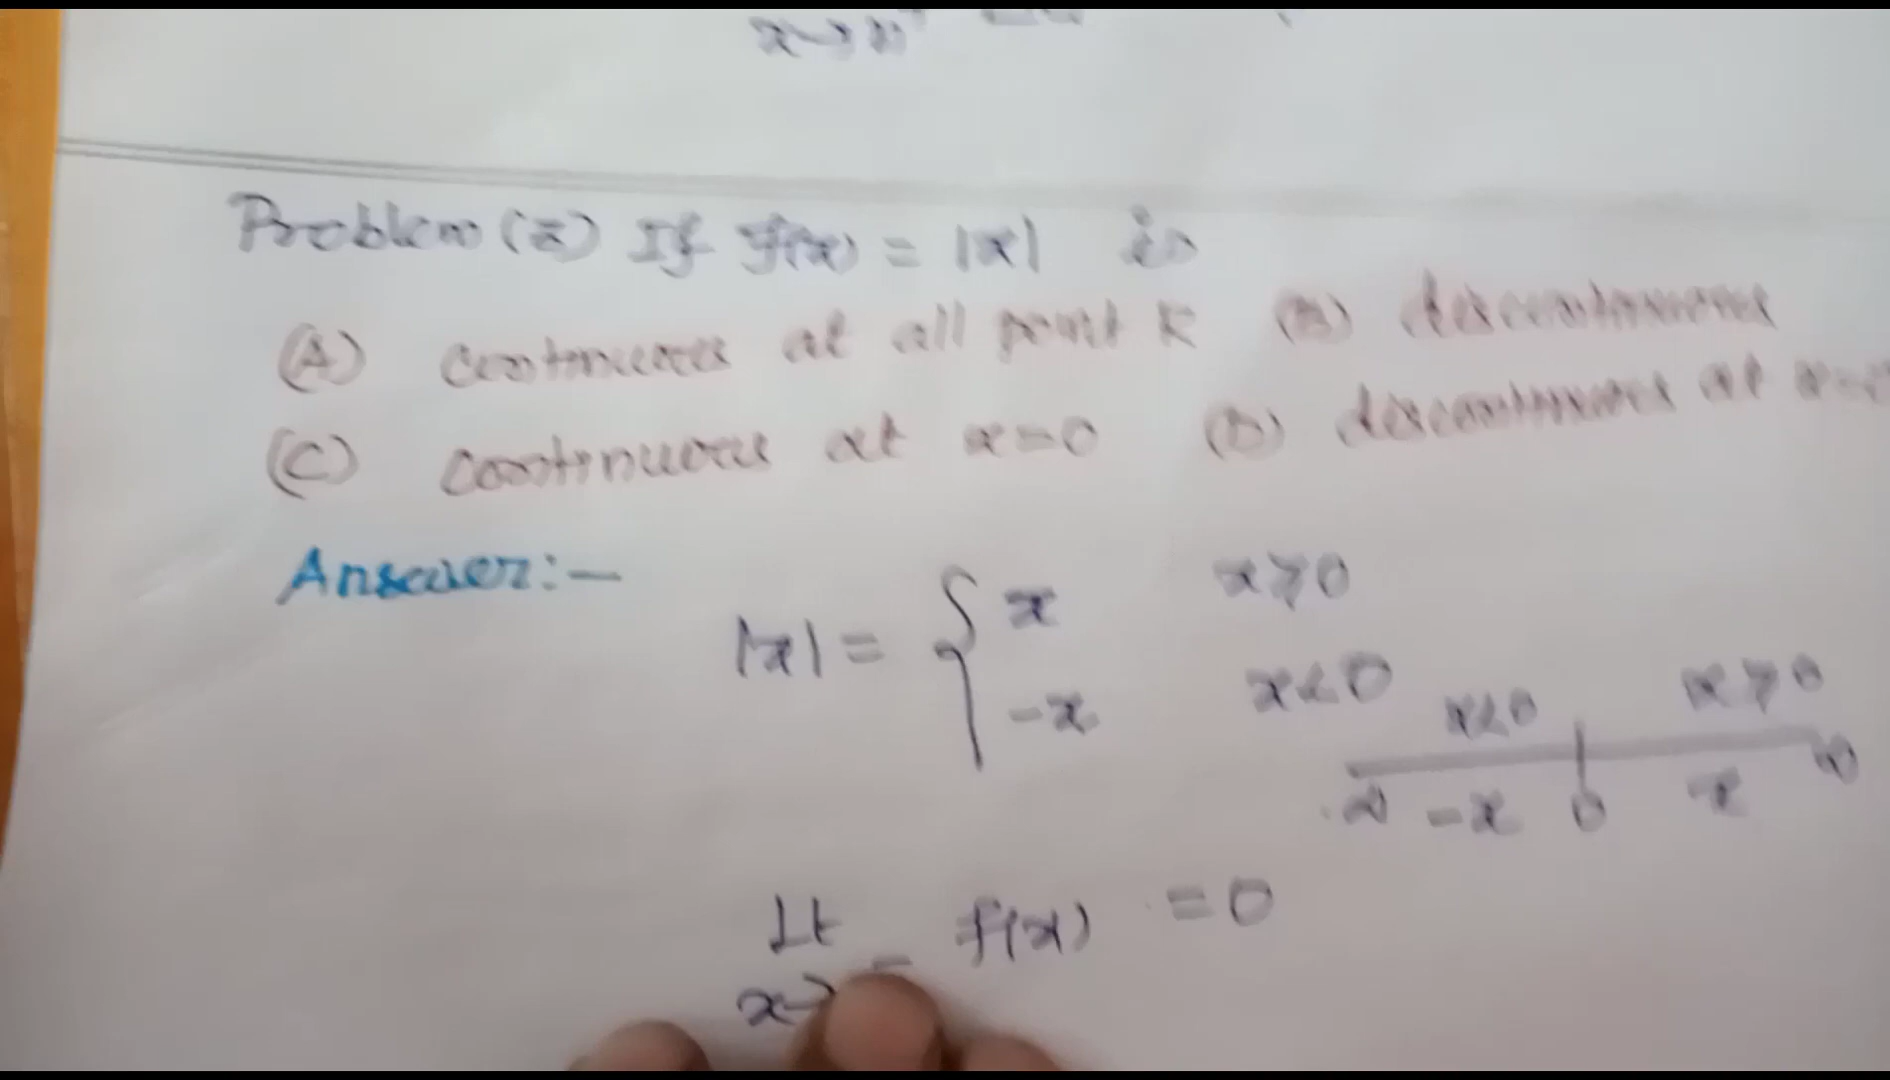 x→
Problem (2) If f(x) = |x| is
(A) continuous at all point K (B) discontinuous
(C) continuous at x=0 (D) discontinuous at x=
Answer:-
|x| = { x x≥0
-x x<0
x<0 x≥0
-x 0 x ∞
Lt f(x) = 0
x→ -